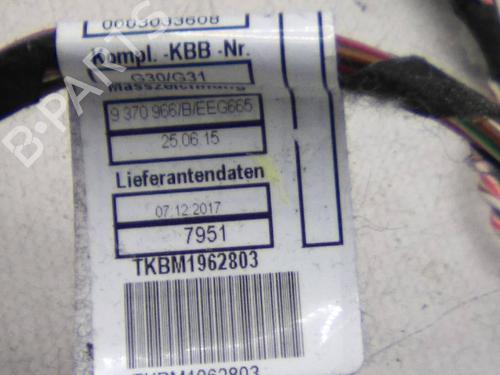 0003033608
Kompl. -KBB -Nr.
G30/G31
Masszeichnung
9 370 966/B/EEG665
25.06.15
Lieferantendaten
07.12.2017
7951
TKBM1962803
TKBM1962803
B-PARTS